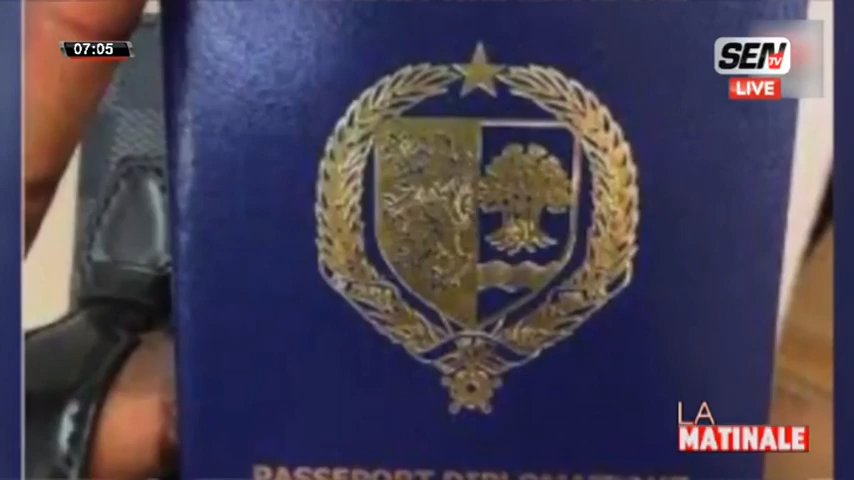 07:05
SEN TV
LIVE
LA
MATINALE
PASSEPORT DIPLOMATIQUE